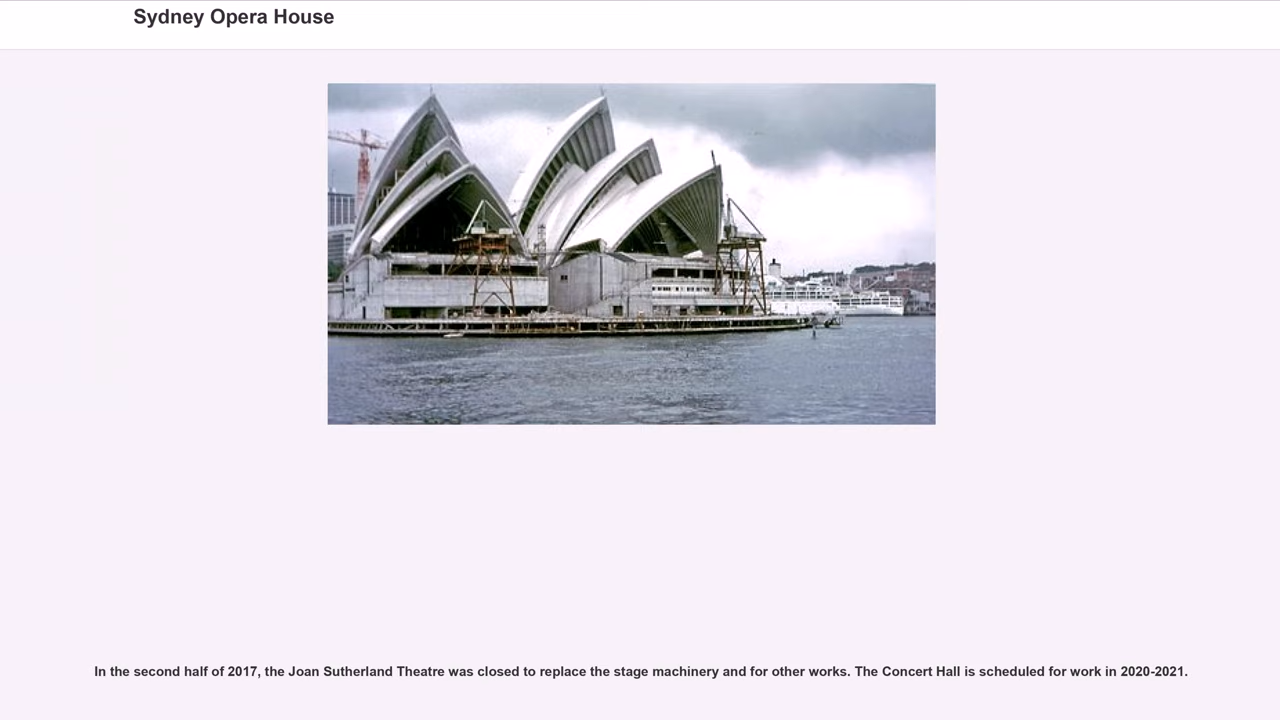 Sydney Opera House
In the second half of 2017, the Joan Sutherland Theatre was closed to replace the stage machinery and for other works. The Concert Hall is scheduled for work in 2020-2021.